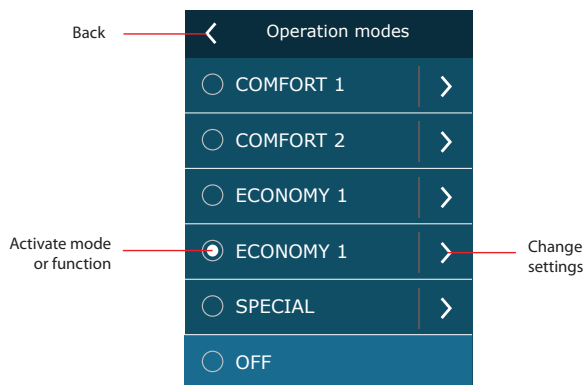 Back
Operation modes
COMFORT 1
COMFORT 2
ECONOMY 1
Activate mode
or function
ECONOMY 1
Change
settings
SPECIAL
OFF